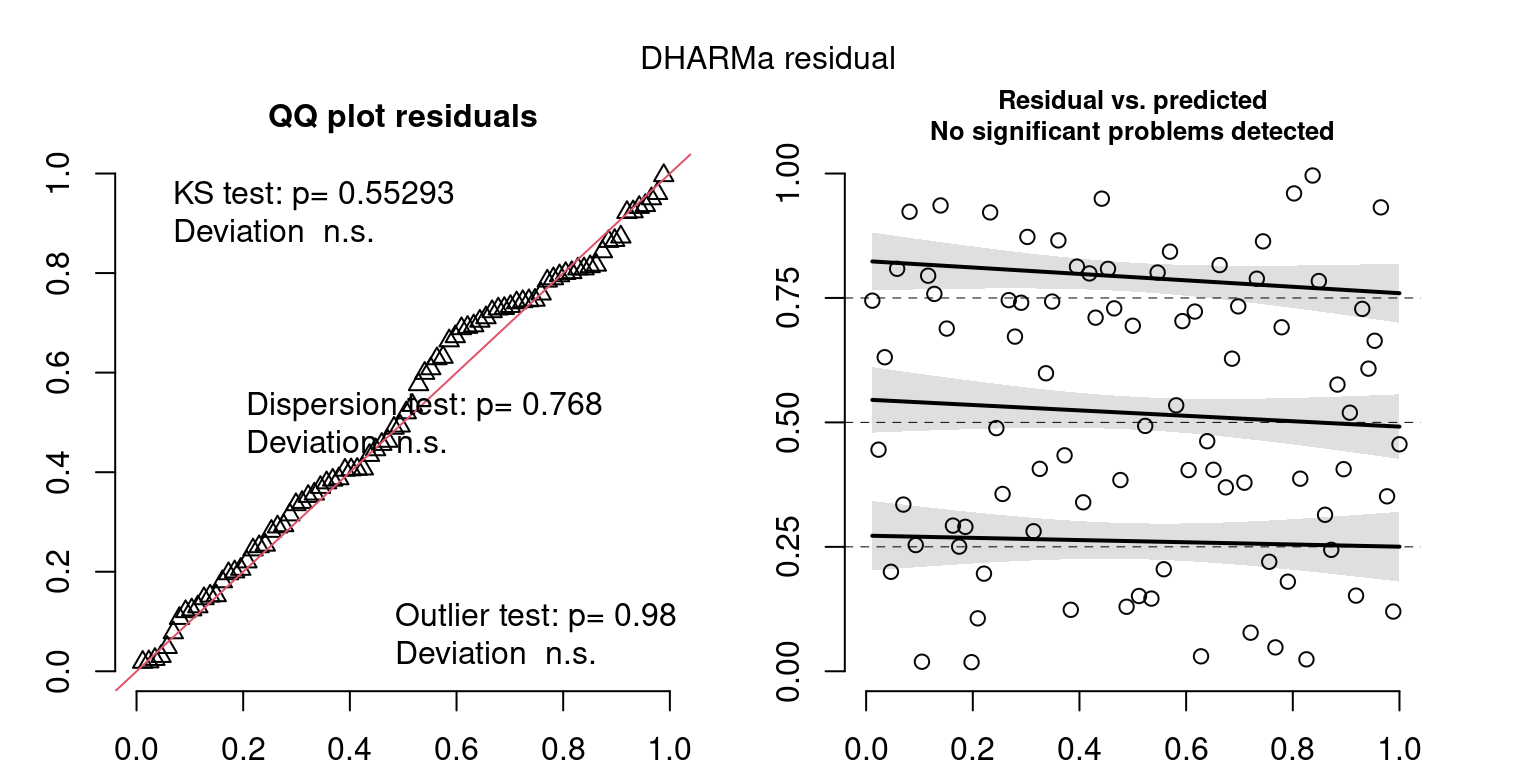 DHARMa residual
QQ plot residuals
KS test: p= 0.55293
Deviation n.s.
Dispersion test: p= 0.768
Deviation n.s.
Outlier test: p= 0.98
Deviation n.s.
1.0
0.8
0.6
0.4
0.2
0.0
0.0 0.2 0.4 0.6 0.8 1.0
Residual vs. predicted
No significant problems detected
1.00
0.75
0.50
0.25
0.00
0.0 0.2 0.4 0.6 0.8 1.0